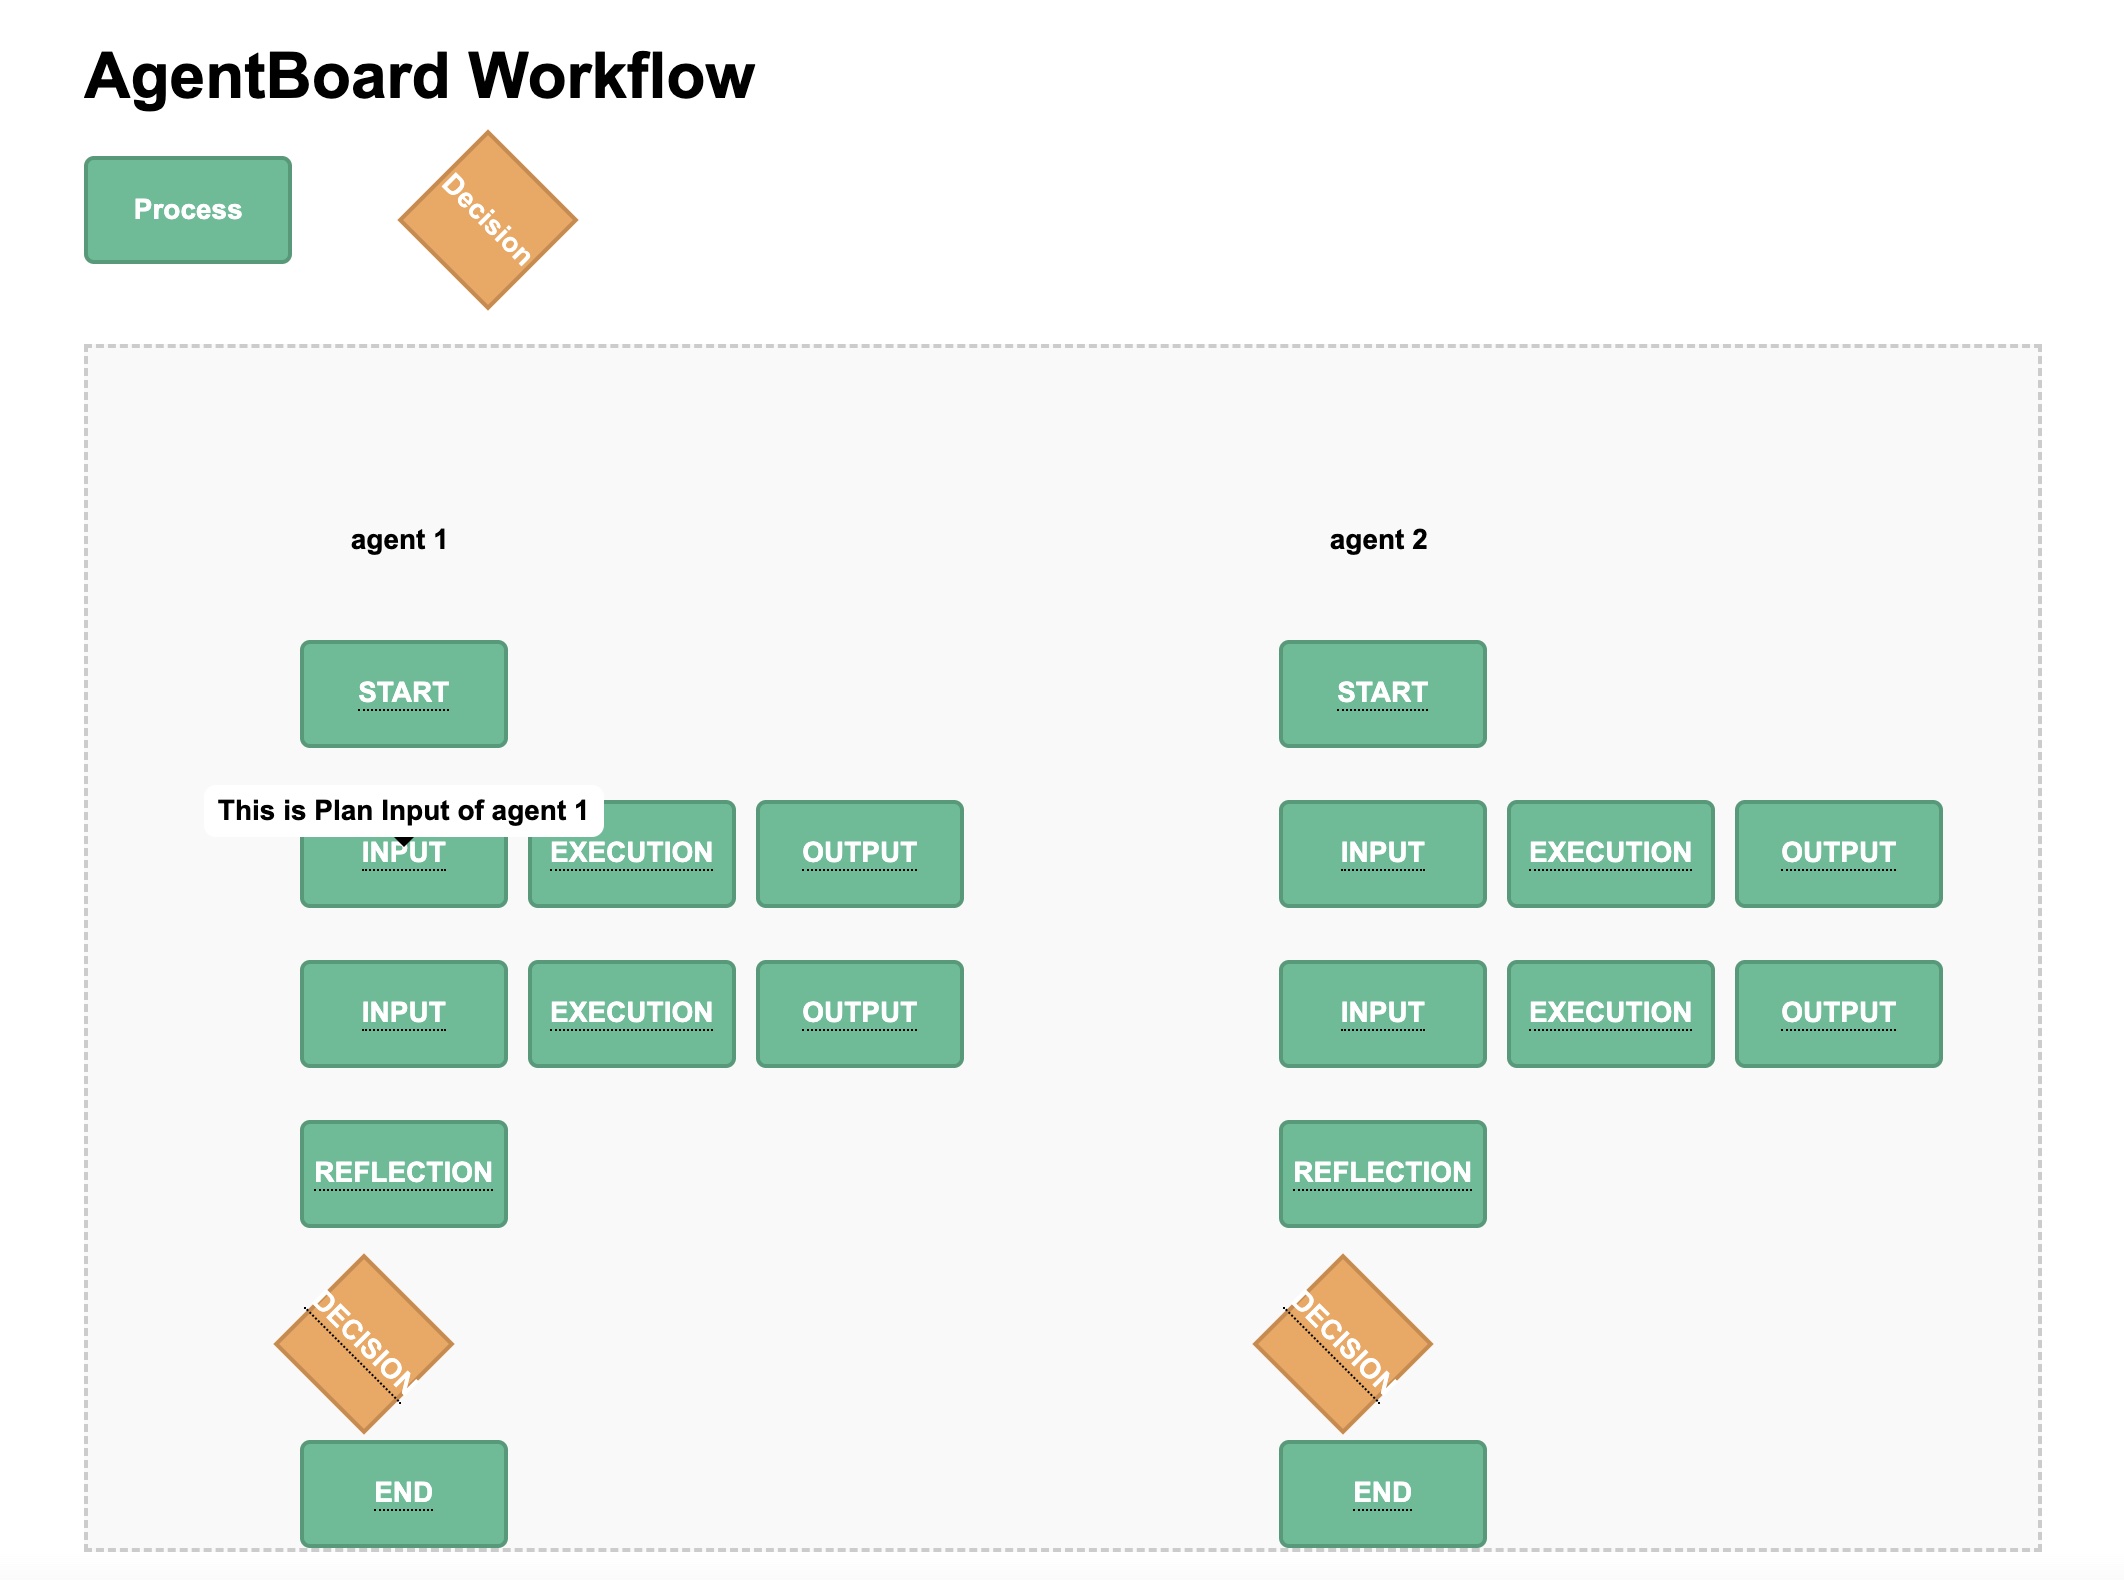 AgentBoard Workflow
Process
Decision
agent 1
agent 2
START
START
This is Plan Input of agent 1
INPUT
EXECUTION
OUTPUT
INPUT
EXECUTION
OUTPUT
INPUT
EXECUTION
OUTPUT
INPUT
EXECUTION
OUTPUT
REFLECTION
REFLECTION
DECISION
DECISION
END
END